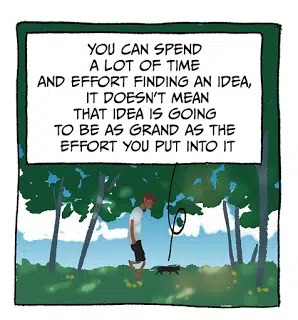 YOU CAN SPEND
A LOT OF TIME
AND EFFORT FINDING AN IDEA,
IT DOESN'T MEAN
THAT IDEA IS GOING
TO BE AS GRAND AS THE
EFFORT YOU PUT INTO IT